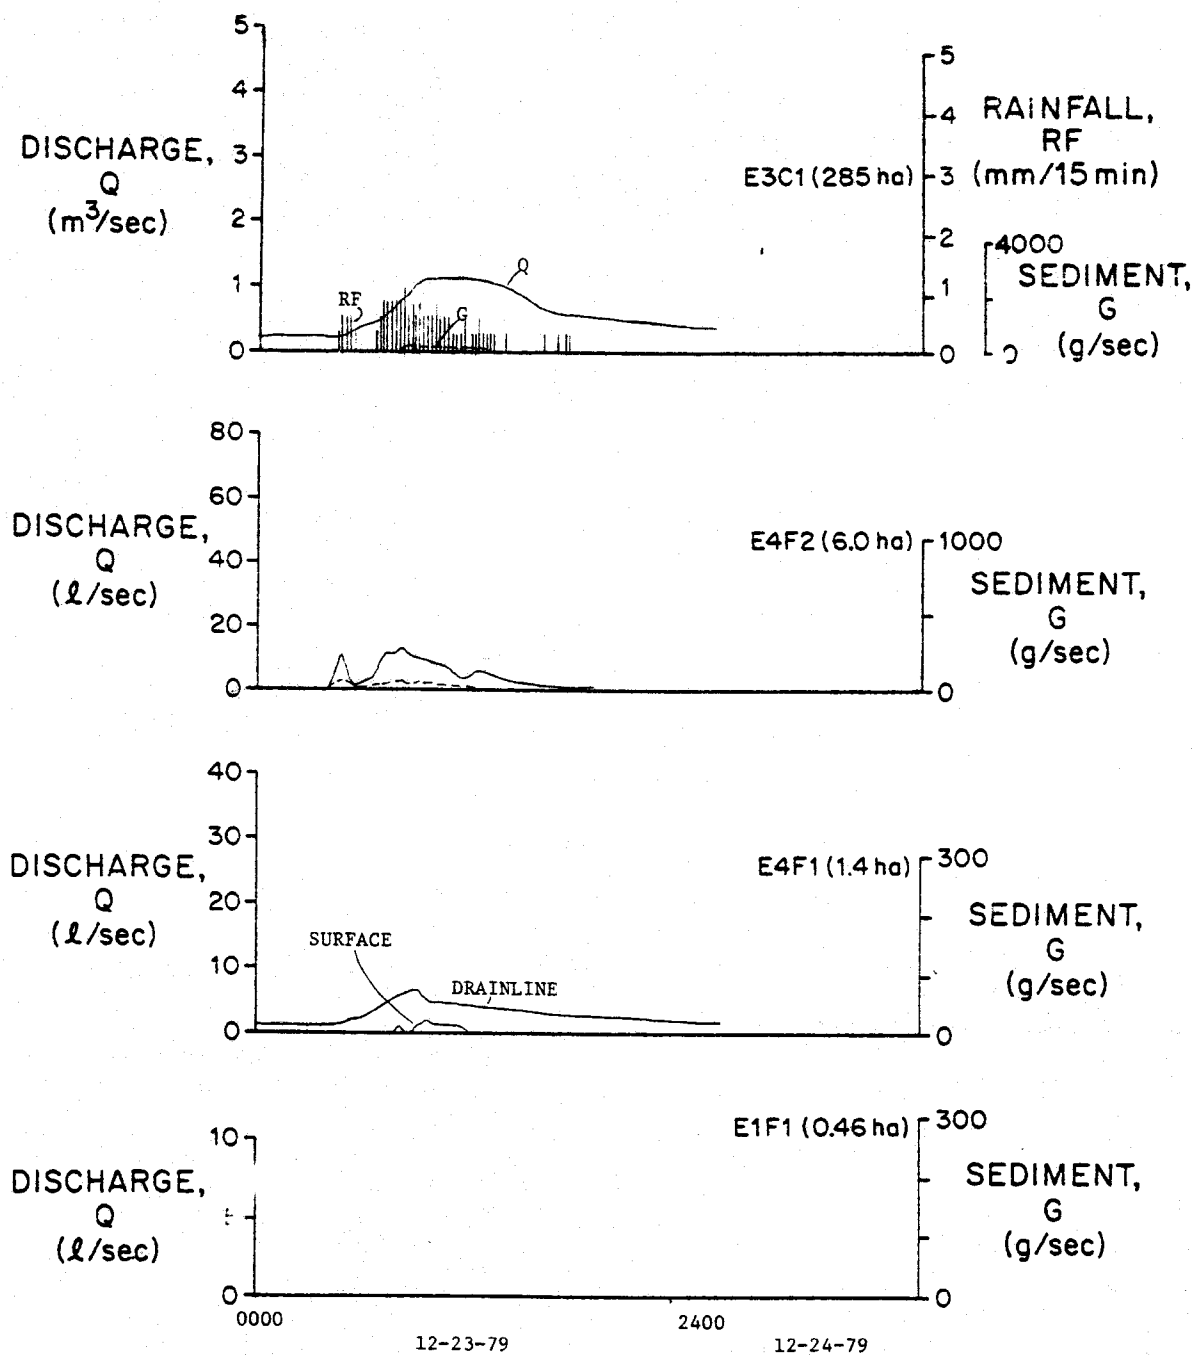 5
4
3
2
1
0
DISCHARGE,
Q
(m³/sec)
RF
G
Q
E3C1 (285 ha)
5
4
3
2
1
0
RAINFALL,
RF
(mm/15 min)
4000
0
SEDIMENT,
G
(g/sec)
80
60
40
20
0
DISCHARGE,
Q
(ℓ/sec)
E4F2 (6.0 ha)
1000
0
SEDIMENT,
G
(g/sec)
40
30
20
10
0
DISCHARGE,
Q
(ℓ/sec)
SURFACE
DRAINLINE
E4F1 (1.4 ha)
300
0
SEDIMENT,
G
(g/sec)
10
5
0
DISCHARGE,
Q
(ℓ/sec)
E1F1 (0.46 ha)
300
0
SEDIMENT,
G
(g/sec)
0000
2400
12-23-79
12-24-79